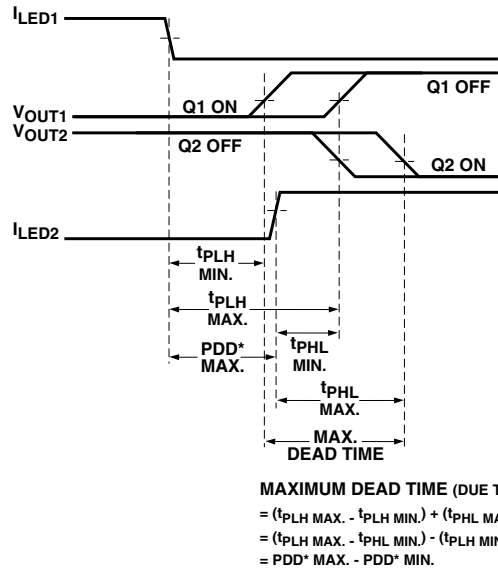 ILED1
VOUT1
Q1 ON
Q1 OFF
VOUT2
Q2 OFF
Q2 ON
ILED2
tPLH
MIN.
tPLH
MAX.
PDD*
MAX.
tPHL
MIN.
tPHL
MAX.
MAX.
DEAD TIME
MAXIMUM DEAD TIME (DUE
= (tPLH MAX. - tPLH MIN.) + (tPHL
= (tPLH MAX. - tPHL MIN.) - (tPLH
= PDD* MAX. - PDD* MIN.